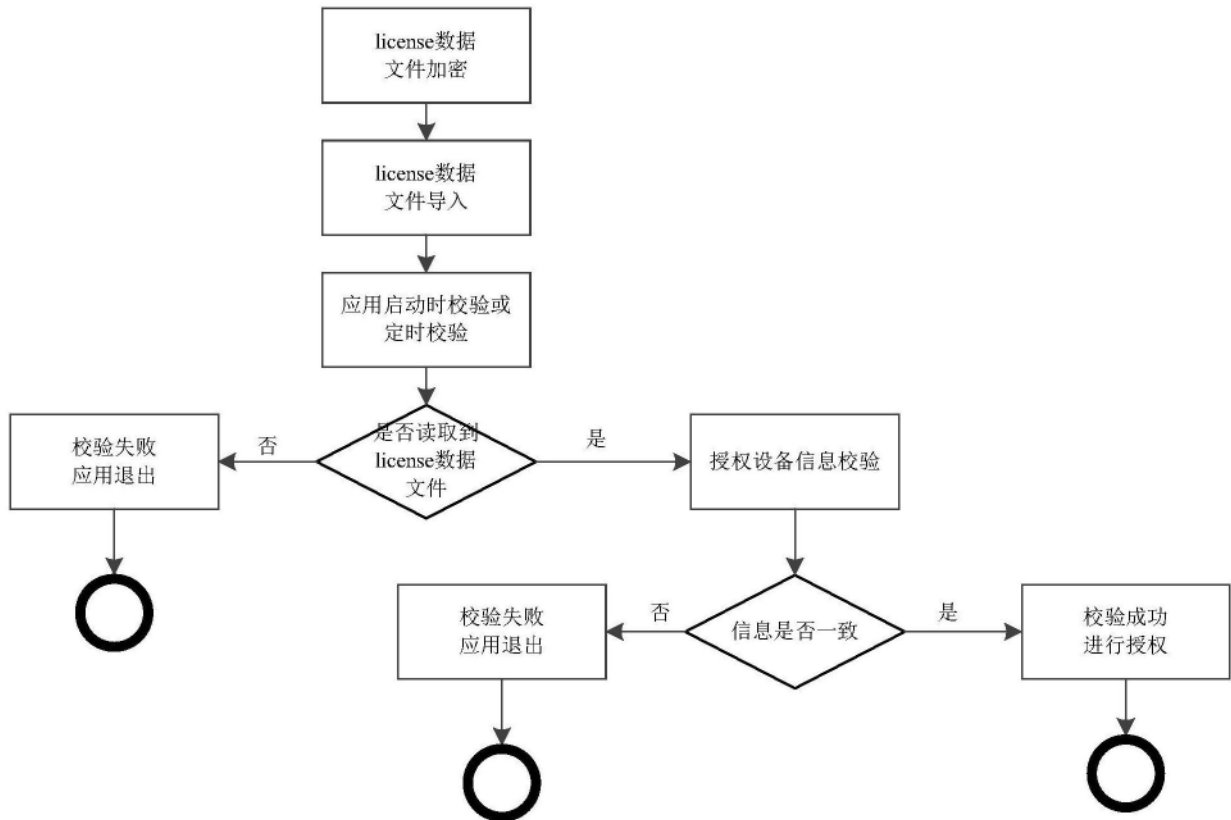 license数据
文件加密
license数据
文件导入
应用启动时校验或
定时校验
是否读取到
license数据
文件
否
是
校验失败
应用退出
授权设备信息校验
信息是否一致
否
是
校验失败
应用退出
校验成功
进行授权